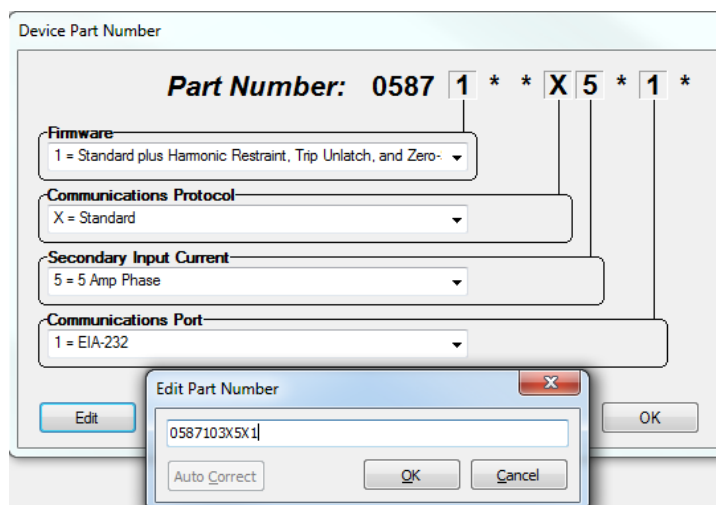 Device Part Number
Part Number: 0587 1 * * X 5 * 1 *
Firmware
1 = Standard plus Harmonic Restraint, Trip Unlatch, and Zero-
Communications Protocol
X = Standard
Secondary Input Current
5 = 5 Amp Phase
Communications Port
1 = EIA-232
Edit
OK
Edit Part Number
x
0587103X5X1
Auto Correct
OK
Cancel